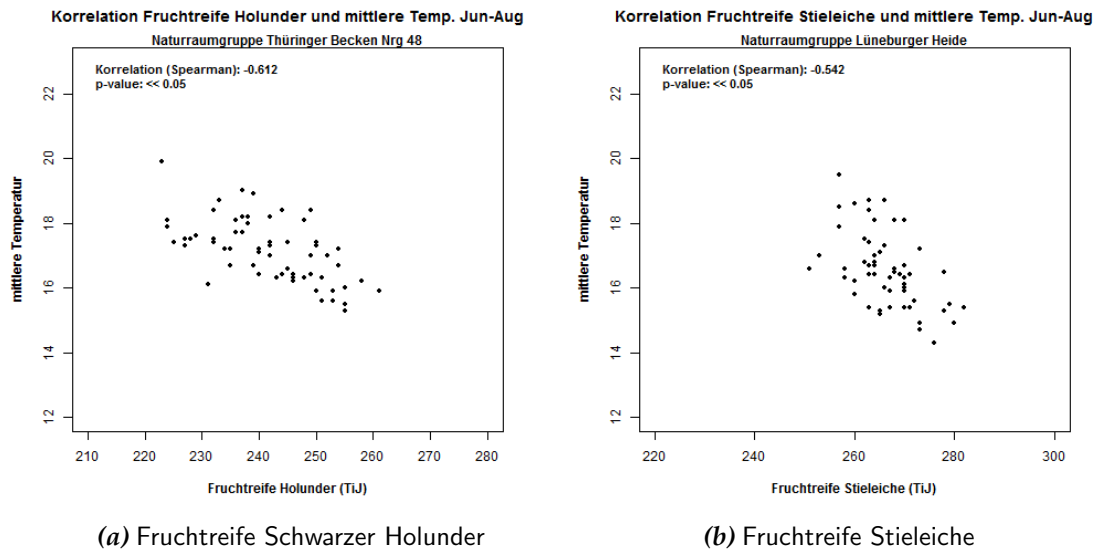 Korrelation Fruchtreife Holunder und mittlere Temp. Jun-Aug
Naturraumgruppe Thüringer Becken Nrg 48
Korrelation (Spearman): -0.612
p-value: << 0.05
mittlere Temperatur
22
20
18
16
14
12
210 220 230 240 250 260 270 280
Fruchtreife Holunder (TiJ)
(a) Fruchtreife Schwarzer Holunder
Korrelation Fruchtreife Stieleiche und mittlere Temp. Jun-Aug
Naturraumgruppe Lüneburger Heide
Korrelation (Spearman): -0.542
p-value: << 0.05
mittlere Temperatur
22
20
18
16
14
12
220 240 260 280 300
Fruchtreife Stieleiche (TiJ)
(b) Fruchtreife Stieleiche